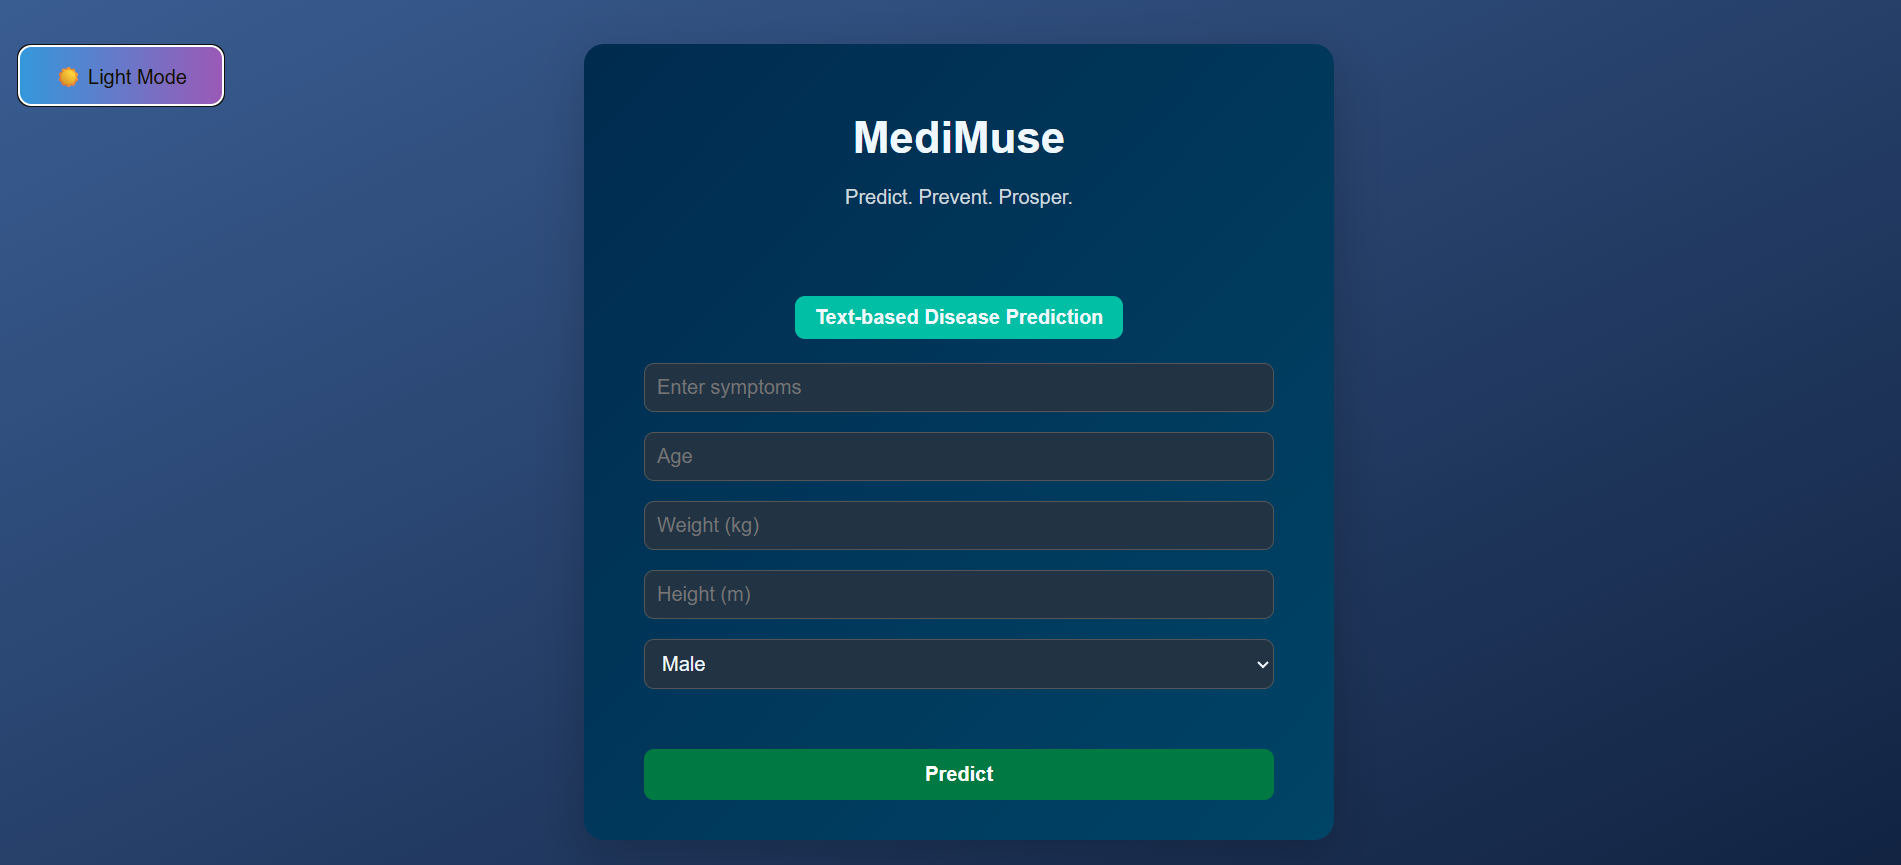 Light Mode
MediMuse
Predict. Prevent. Prosper.
Text-based Disease Prediction
Enter symptoms
Age
Weight (kg)
Height (m)
Male
Predict